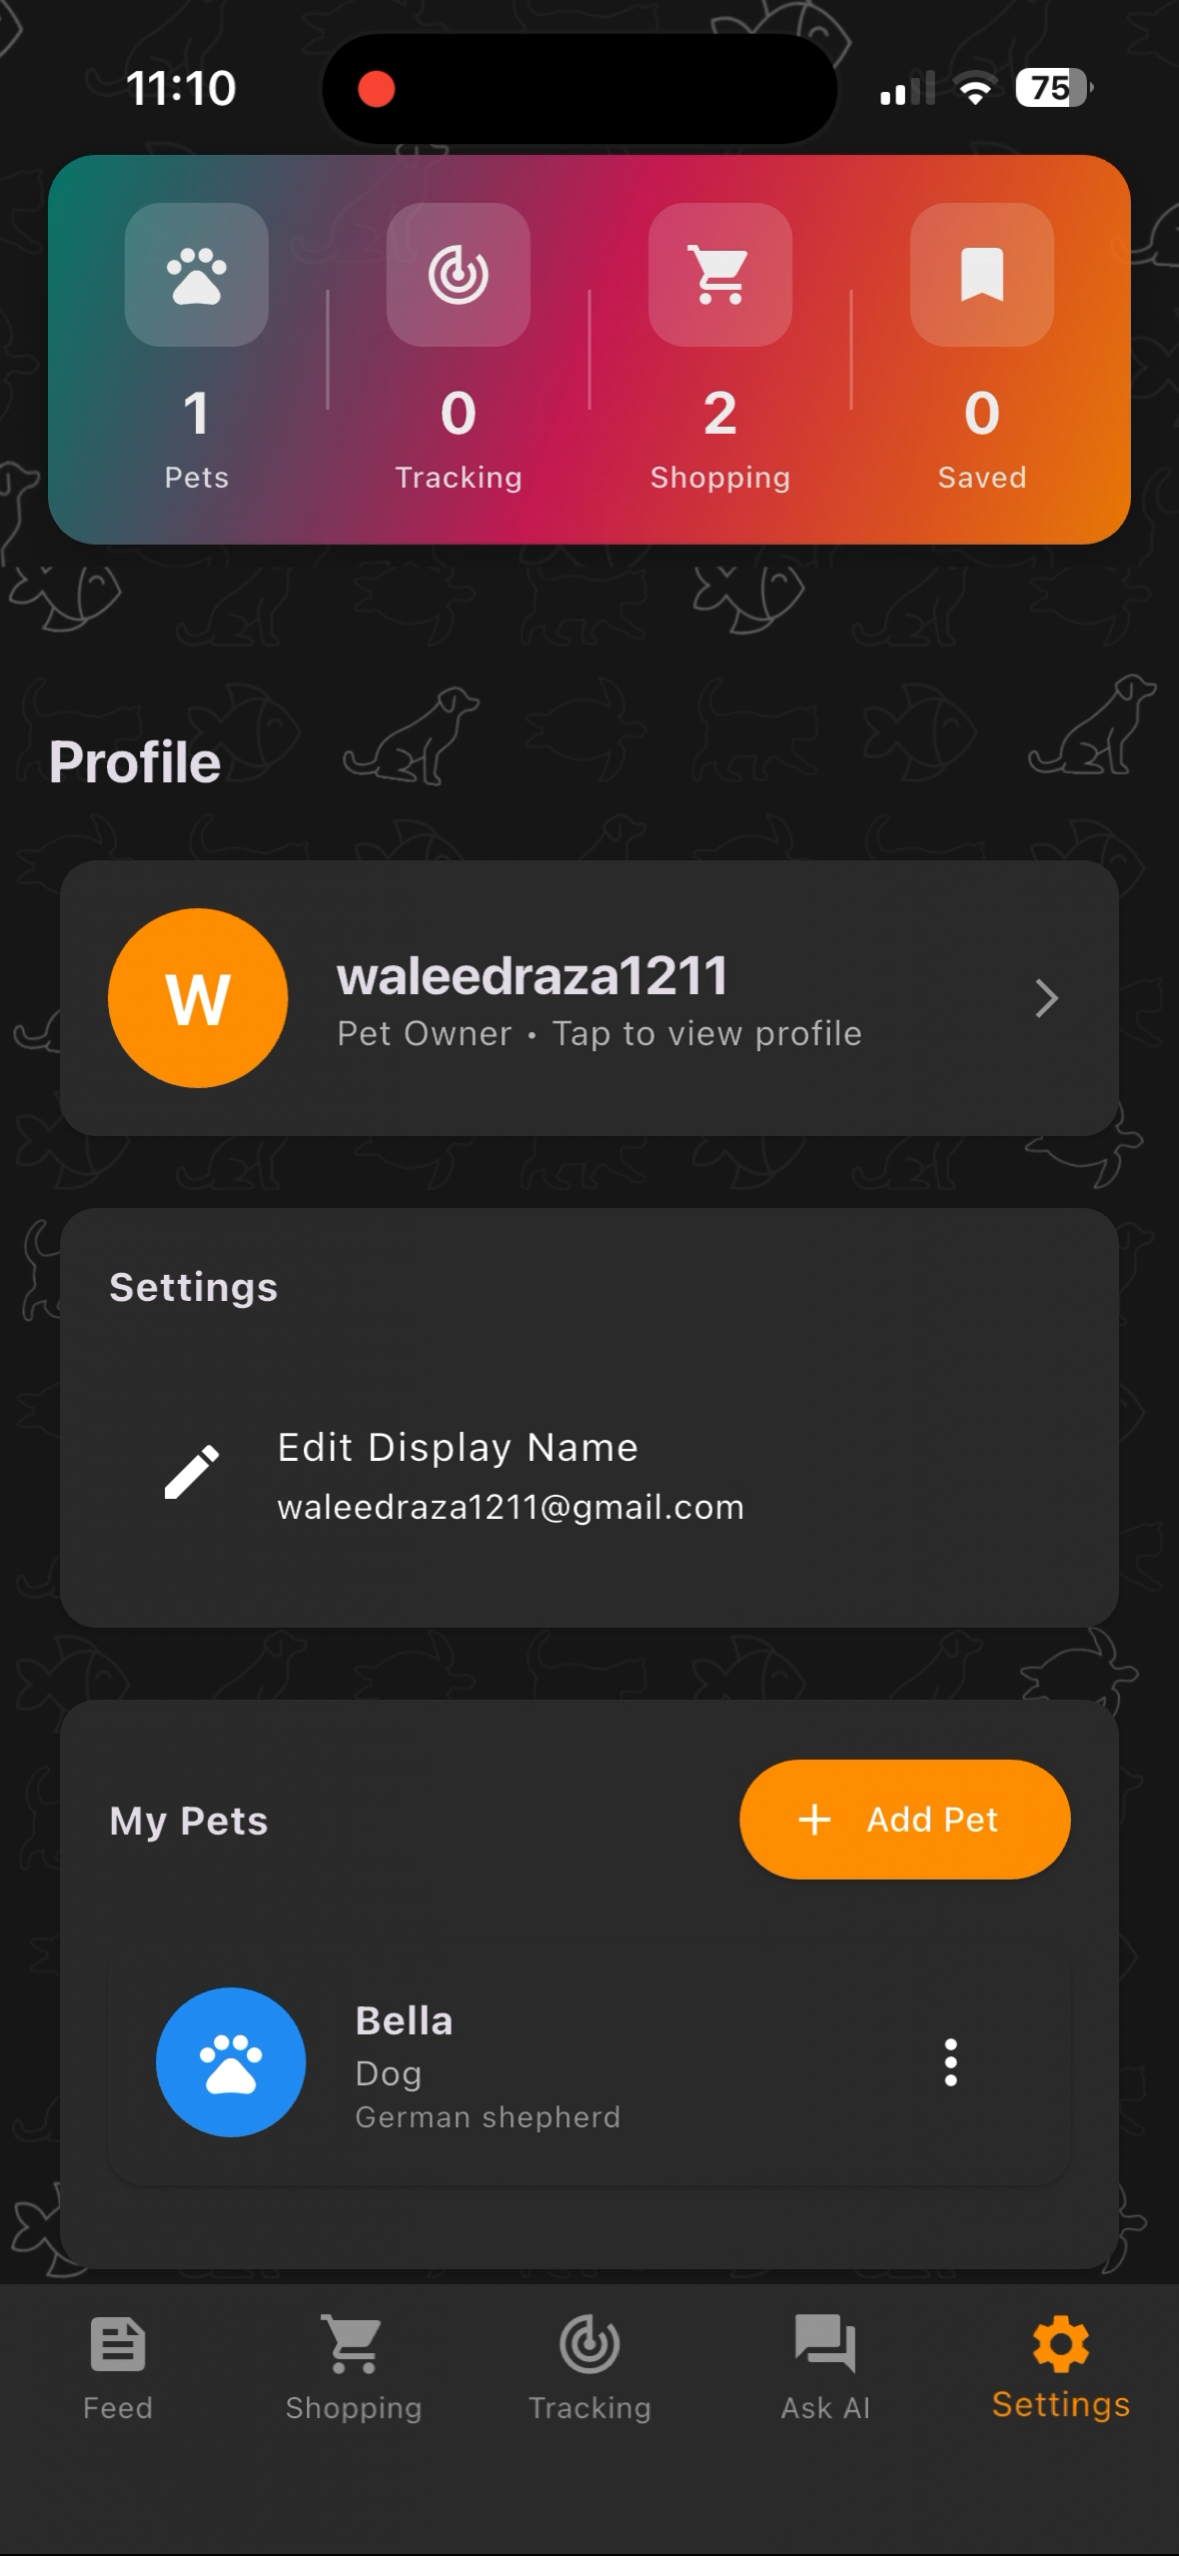 11:10
75
1
0
2
0
Pets
Tracking
Shopping
Saved
Profile
W
waleedraza1211
Pet Owner • Tap to view profile
Settings
Edit Display Name
waleedraza1211@gmail.com
My Pets
+ Add Pet
Bella
Dog
German shepherd
Feed
Shopping
Tracking
Ask AI
Settings